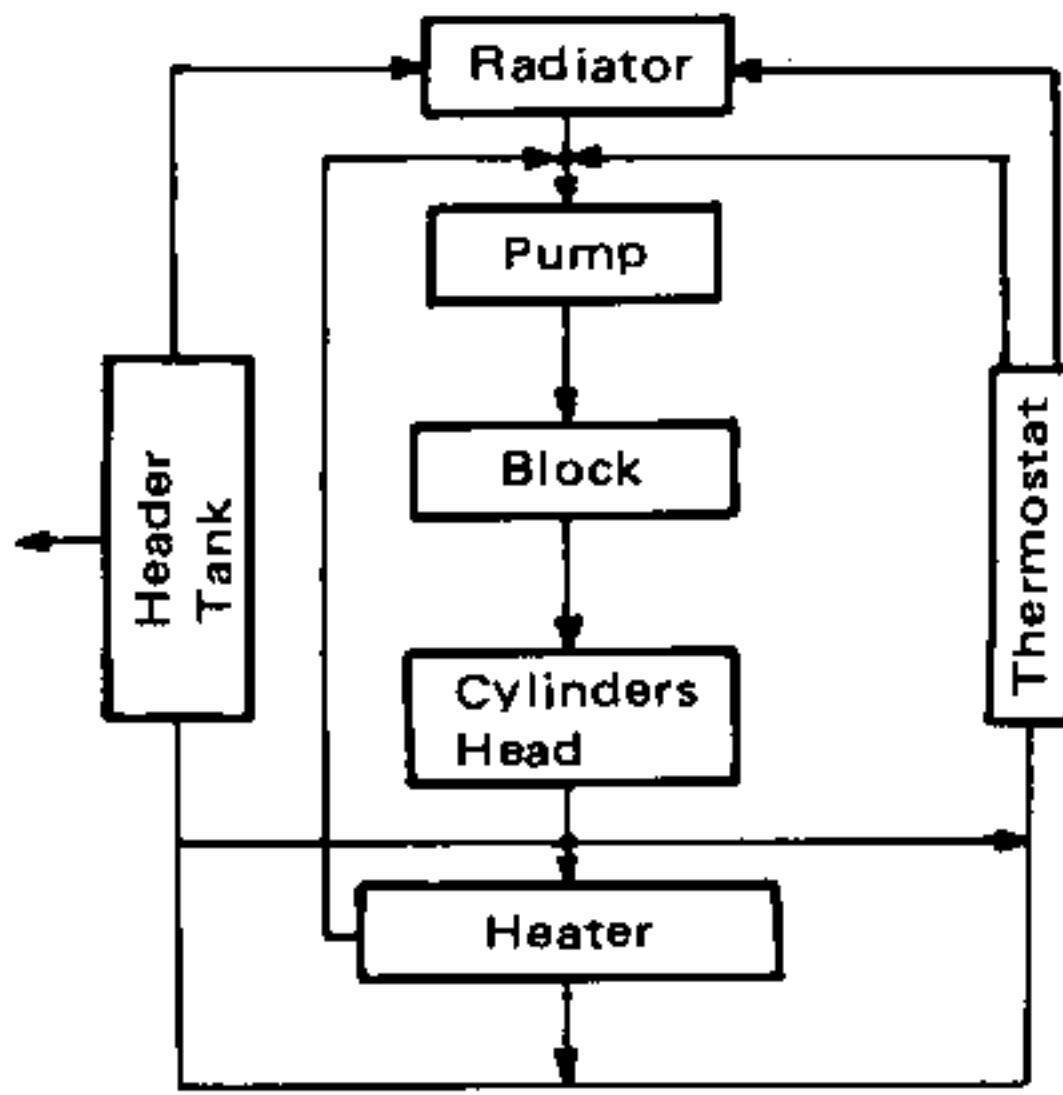 Radiator
Pump
Block
Header
Tank
Thermostat
Cylinders
Head
Heater